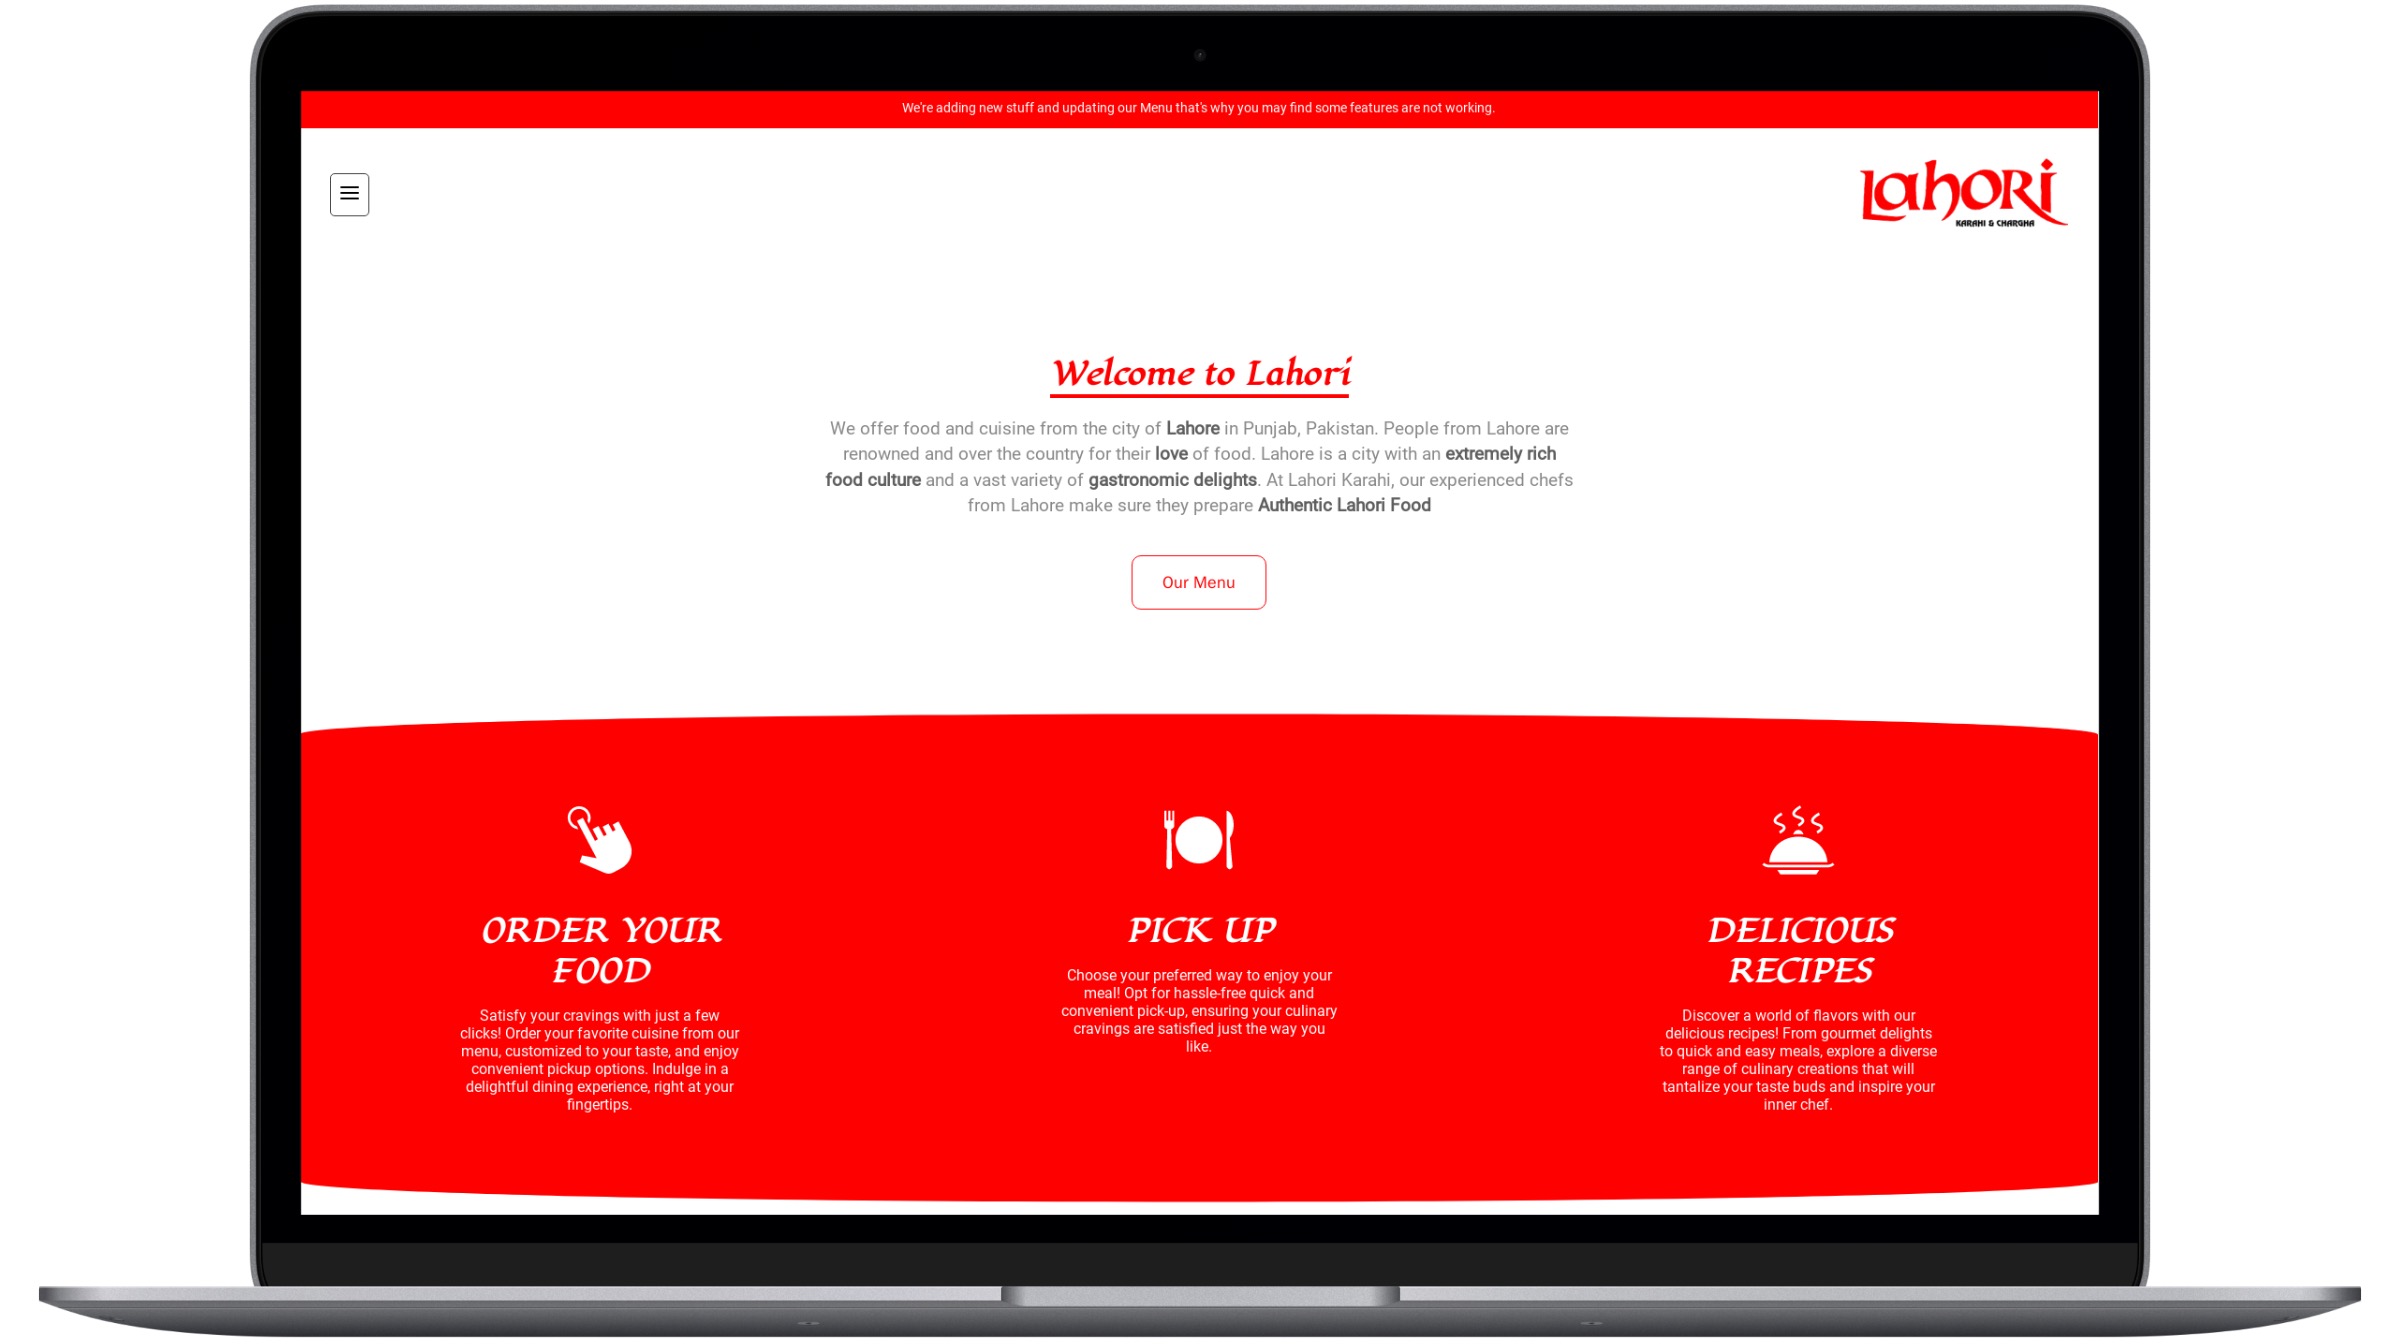 We're adding new stuff and updating our Menu that's why you may find some features are not working.
Lahori
KARAHI & CHARGHA
Welcome to Lahori
We offer food and cuisine from the city of Lahore in Punjab, Pakistan. People from Lahore are
renowned and over the country for their love of food. Lahore is a city with an extremely rich
food culture and a vast variety of gastronomic delights. At Lahori Karahi, our experienced chefs
from Lahore make sure they prepare Authentic Lahori Food
Our Menu
ORDER YOUR
FOOD
Satisfy your cravings with just a few
clicks! Order your favorite cuisine from our
menu, customized to your taste, and enjoy
convenient pickup options. Indulge in a
delightful dining experience, right at your
fingertips.
PICK UP
Choose your preferred way to enjoy your
meal! Opt for hassle-free quick and
convenient pick-up, ensuring your culinary
cravings are satisfied just the way you
like.
DELICIOUS
RECIPES
Discover a world of flavors with our
delicious recipes! From gourmet delights
to quick and easy meals, explore a diverse
range of culinary creations that will
tantalize your taste buds and inspire your
inner chef.